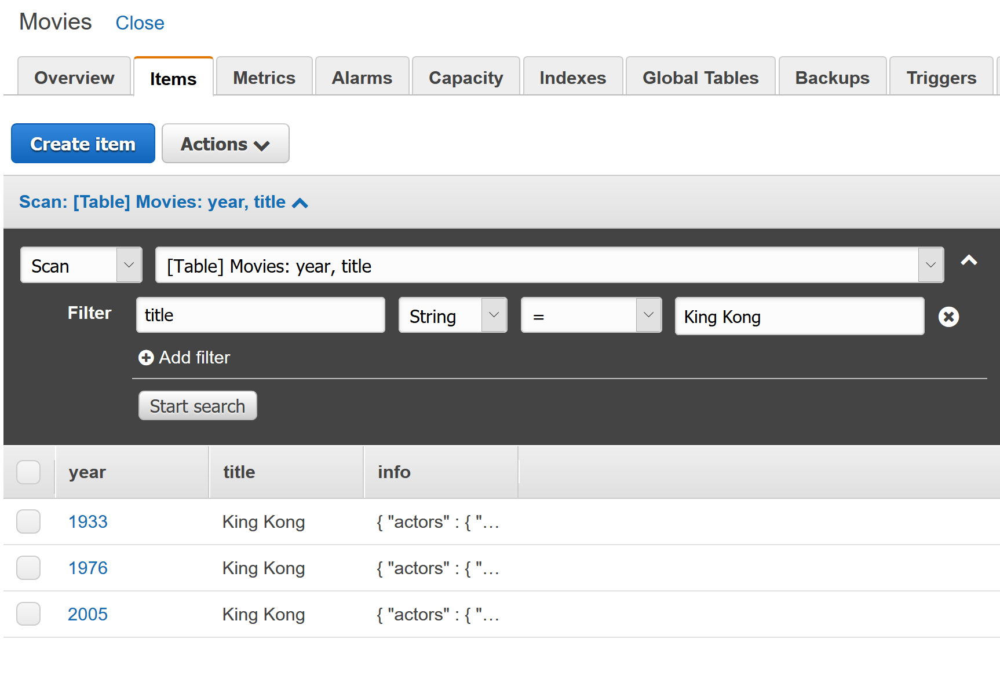 Movies Close
Overview Items Metrics Alarms Capacity Indexes Global Tables Backups Triggers
Create item Actions
Scan: [Table] Movies: year, title
Scan [Table] Movies: year, title
Filter title String = King Kong
Add filter
Start search
year title info
1933 King Kong { "actors" : { "...
1976 King Kong { "actors" : { "...
2005 King Kong { "actors" : { "...